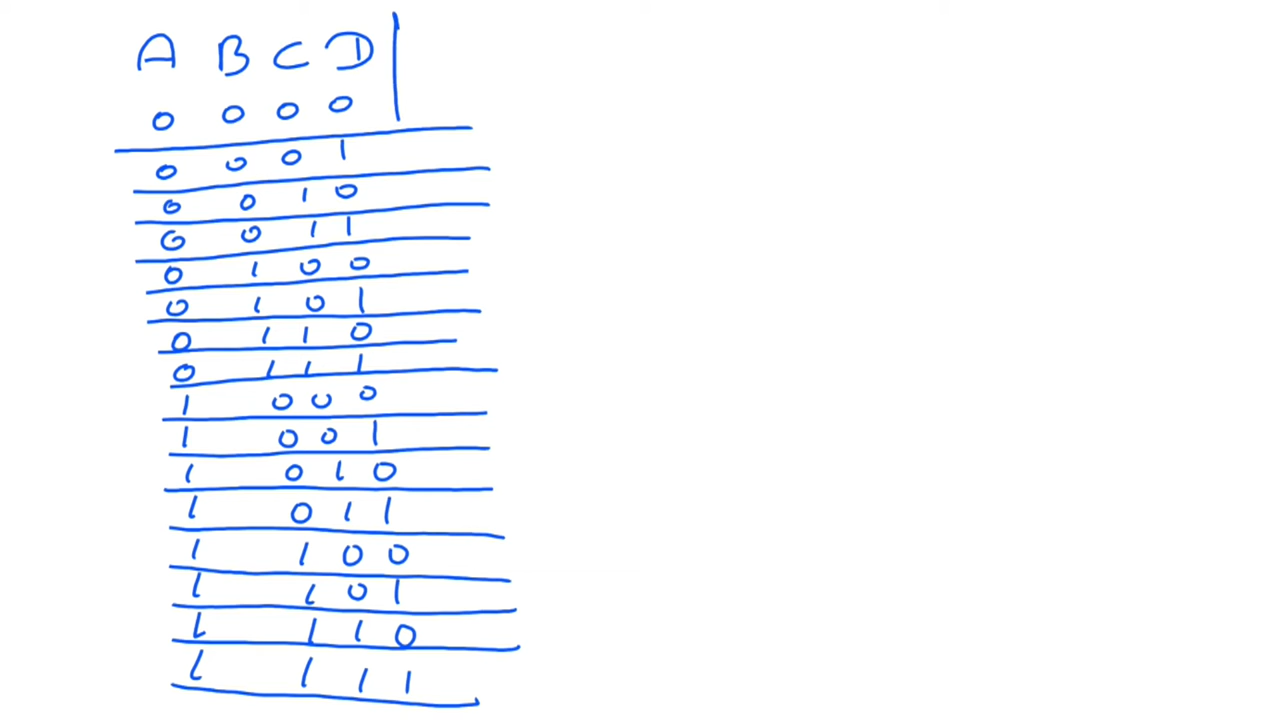 A B C D
0 0 0 0
0 0 0 1
0 0 1 0
0 0 1 1
0 1 0 0
0 1 0 1
0 1 1 0
0 1 1 1
1 0 0 0
1 0 0 1
1 0 1 0
1 0 1 1
1 1 0 0
1 1 0 1
1 1 1 0
1 1 1 1